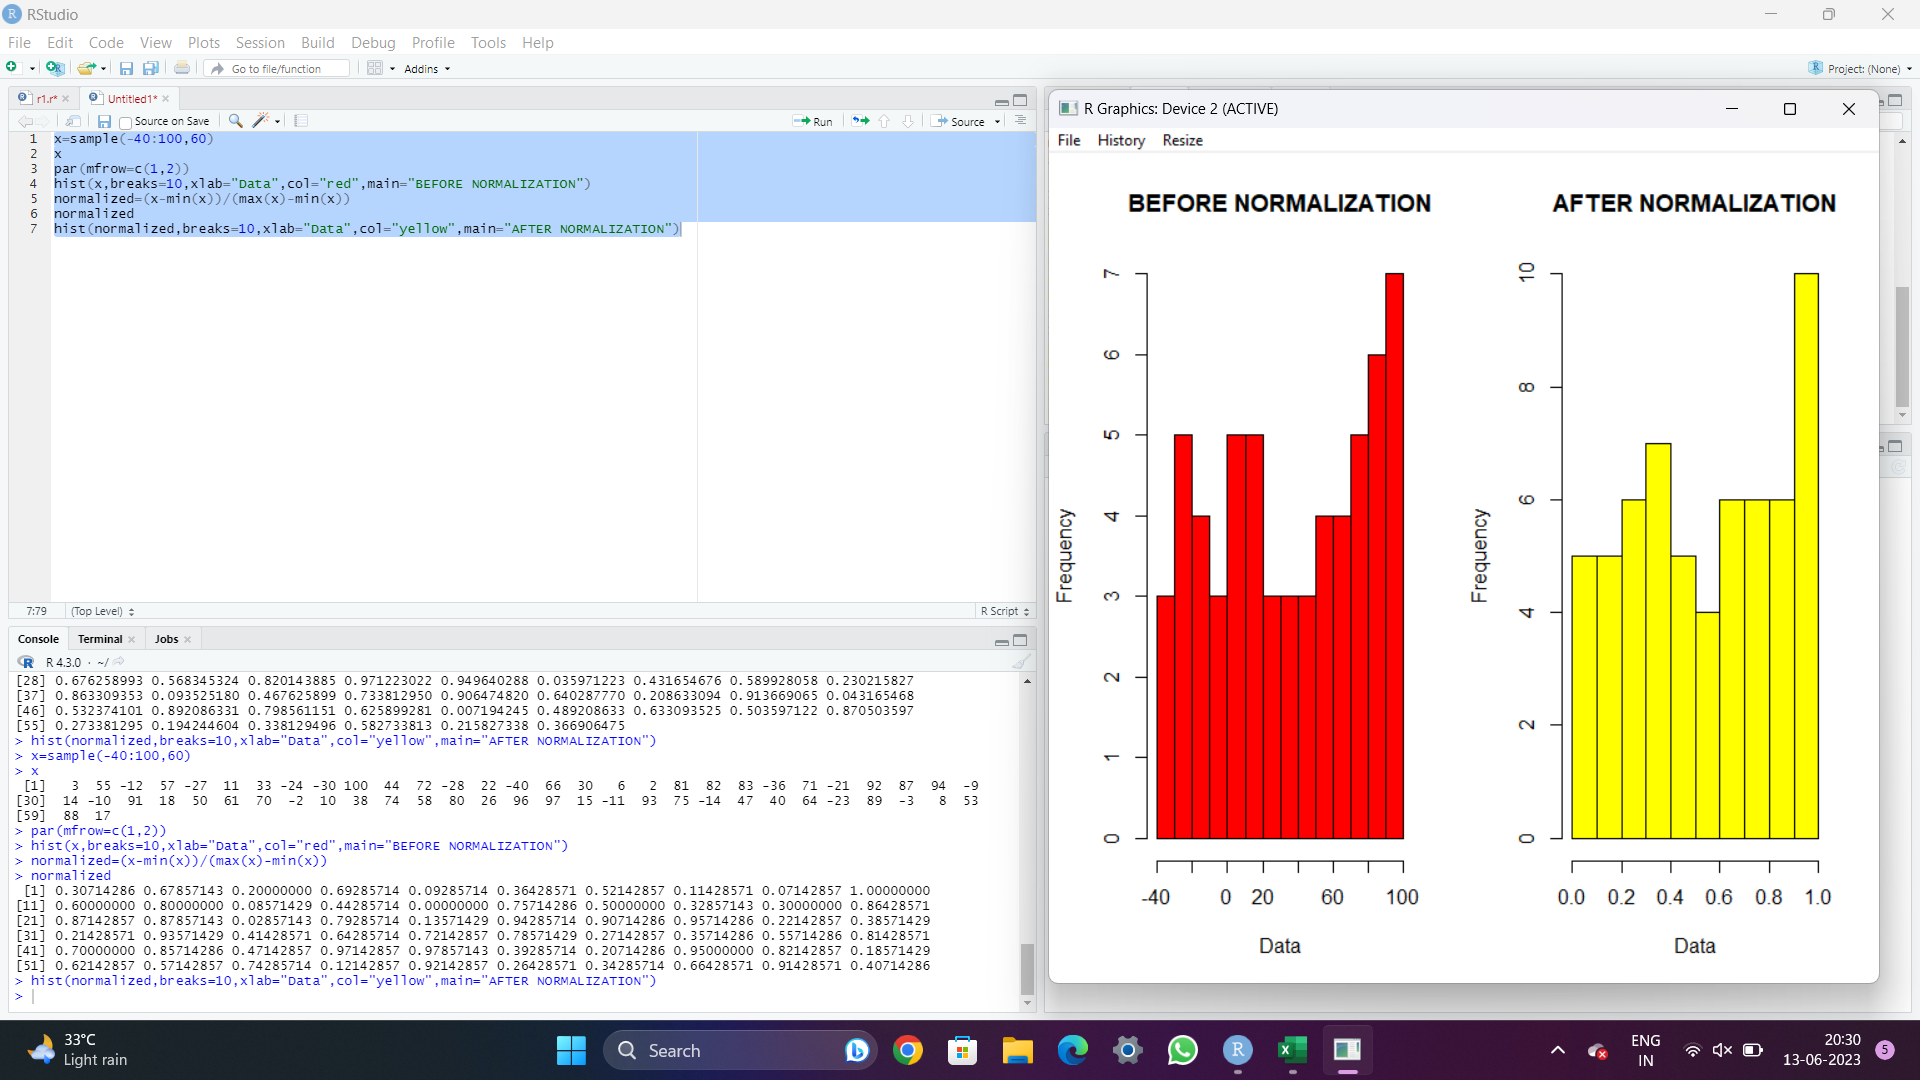 RStudio
File Edit Code View Plots Session Build Debug Profile Tools Help
Go to file/function Addins Project: (None)
r1.r* Untitled1*
Source on Save Run Source
1 x=sample(-40:100,60)
2 x
3 par(mfrow=c(1,2))
4 hist(x,breaks=10,xlab="Data",col="red",main="BEFORE NORMALIZATION")
5 normalized=(x-min(x))/(max(x)-min(x))
6 normalized
7 hist(normalized,breaks=10,xlab="Data",col="yellow",main="AFTER NORMALIZATION")
7:79 (Top Level) R Script
Console Terminal Jobs
R 4.3.0 · ~/
[28] 0.676258993 0.568345324 0.820143885 0.971223022 0.949640288 0.035971223 0.431654676 0.589928058 0.230215827
[37] 0.863309353 0.093525180 0.467625899 0.733812950 0.906474820 0.640287770 0.208633094 0.913669065 0.043165468
[46] 0.532374101 0.892086331 0.798561151 0.625899281 0.007194245 0.489208633 0.633093525 0.503597122 0.870503597
[55] 0.273381295 0.194244604 0.338129496 0.582733813 0.215827338 0.366906475
> hist(normalized,breaks=10,xlab="Data",col="yellow",main="AFTER NORMALIZATION")
> x=sample(-40:100,60)
> x
[1] 3 55 -12 57 -27 11 33 -24 -30 100 44 72 -28 22 -40 66 30 6 2 81 82 83 -36 71 -21 92 87 94 -9
[30] 14 -10 91 18 50 61 70 -2 10 38 74 58 80 26 96 97 15 -11 93 75 -14 47 40 64 -23 89 -3 8 53
[59] 88 17
> par(mfrow=c(1,2))
> hist(x,breaks=10,xlab="Data",col="red",main="BEFORE NORMALIZATION")
> normalized=(x-min(x))/(max(x)-min(x))
> normalized
[1] 0.30714286 0.67857143 0.20000000 0.69285714 0.09285714 0.36428571 0.52142857 0.11428571 0.07142857 1.00000000
[11] 0.60000000 0.80000000 0.08571429 0.44285714 0.00000000 0.75714286 0.50000000 0.32857143 0.30000000 0.86428571
[21] 0.87142857 0.87857143 0.02857143 0.79285714 0.13571429 0.94285714 0.90714286 0.95714286 0.22142857 0.38571429
[31] 0.21428571 0.93571429 0.41428571 0.64285714 0.72142857 0.78571429 0.27142857 0.35714286 0.55714286 0.81428571
[41] 0.70000000 0.85714286 0.47142857 0.97142857 0.97857143 0.39285714 0.20714286 0.95000000 0.82142857 0.18571429
[51] 0.62142857 0.57142857 0.74285714 0.12142857 0.92142857 0.26428571 0.34285714 0.66428571 0.91428571 0.40714286
> hist(normalized,breaks=10,xlab="Data",col="yellow",main="AFTER NORMALIZATION")
>
R Graphics: Device 2 (ACTIVE)
File History Resize
BEFORE NORMALIZATION
7
6
5
4
3
2
1
0
Frequency
-40 0 20 60 100
Data
AFTER NORMALIZATION
10
8
6
4
2
0
Frequency
0.0 0.2 0.4 0.6 0.8 1.0
Data
33°C
Light rain
Search
ENG
IN
20:30
13-06-2023
5